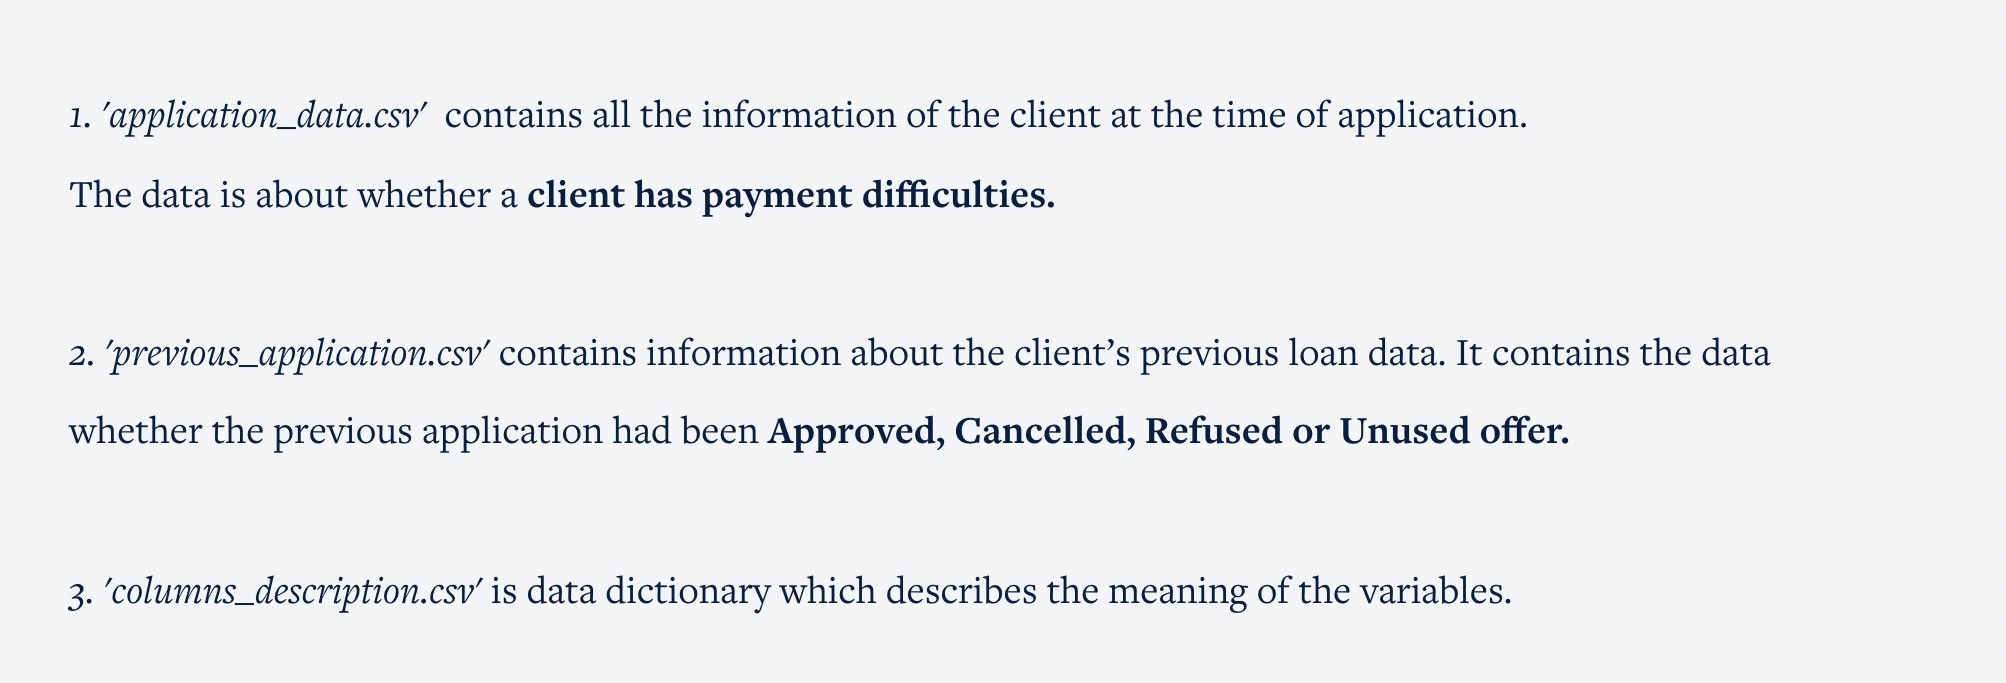 1. 'application_data.csv'  contains all the information of the client at the time of application.
The data is about whether a client has payment difficulties.
2. 'previous_application.csv' contains information about the client’s previous loan data. It contains the data
whether the previous application had been Approved, Cancelled, Refused or Unused offer.
3. 'columns_description.csv' is data dictionary which describes the meaning of the variables.